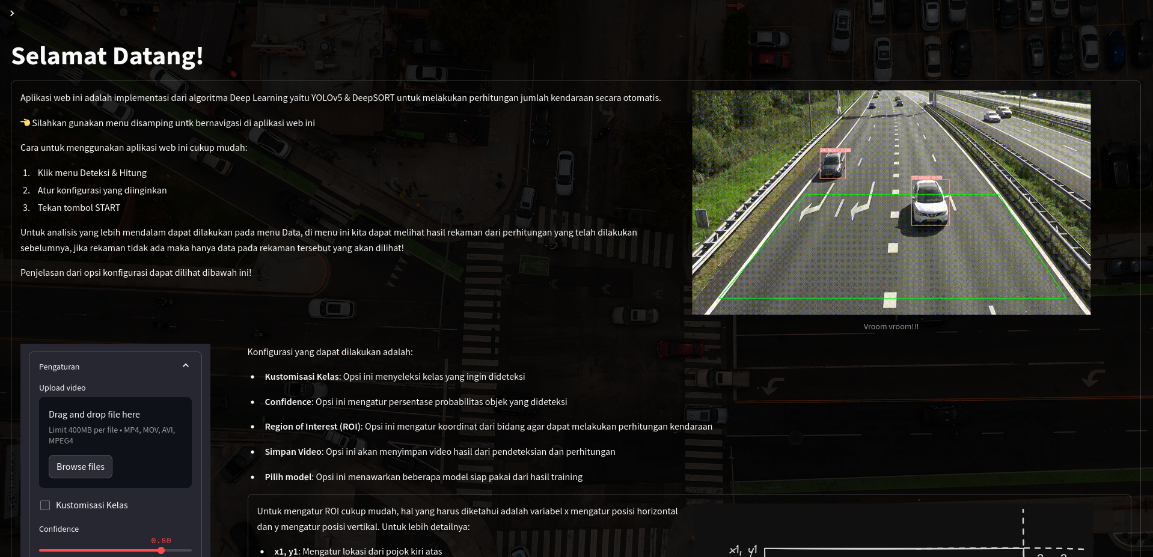 Selamat Datang!
Aplikasi web ini adalah implementasi dari algoritma Deep Learning yaitu YOLOv5 & DeepSORT untuk melakukan perhitungan jumlah kendaraan secara otomatis.
👈 Silahkan gunakan menu disamping untk bernavigasi di aplikasi web ini
Cara untuk menggunakan aplikasi web ini cukup mudah:
1. Klik menu Deteksi & Hitung
2. Atur konfigurasi yang diinginkan
3. Tekan tombol START
Untuk analisis yang lebih mendalam dapat dilakukan pada menu Data, di menu ini kita dapat melihat hasil rekaman dari perhitungan yang telah dilakukan
sebelumnya, jika rekaman tidak ada maka hanya data pada rekaman tersebut yang akan dilihat!
Penjelasan dari opsi konfigurasi dapat dilihat dibawah ini!
Vroom vroom!!!
Pengaturan
Upload video
Drag and drop file here
Limit 400MB per file • MP4, MOV, AVI,
MPEG4
Browse files
Kustomisasi Kelas
Confidence
0.80
Konfigurasi yang dapat dilakukan adalah:
• Kustomisasi Kelas: Opsi ini menyeleksi kelas yang ingin dideteksi
• Confidence: Opsi ini mengatur persentase probabilitas objek yang dideteksi
• Region of Interest (ROI): Opsi ini mengatur koordinat dari bidang agar dapat melakukan perhitungan kendaraan
• Simpan Video: Opsi ini akan menyimpan video hasil dari pendeteksian dan perhitungan
• Pilih model: Opsi ini menawarkan beberapa model siap pakai dari hasil training
Untuk mengatur ROI cukup mudah, hal yang harus diketahui adalah variabel x mengatur posisi horizontal
dan y mengatur posisi vertikal. Untuk lebih detailnya:
• x1, y1: Mengatur lokasi dari pojok kiri atas
x1, y1